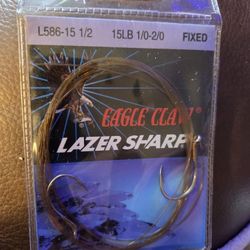 L586-15 1/2 15LB 1/0-2/0 FIXED
EAGLE CLAW®
LAZER SHARP